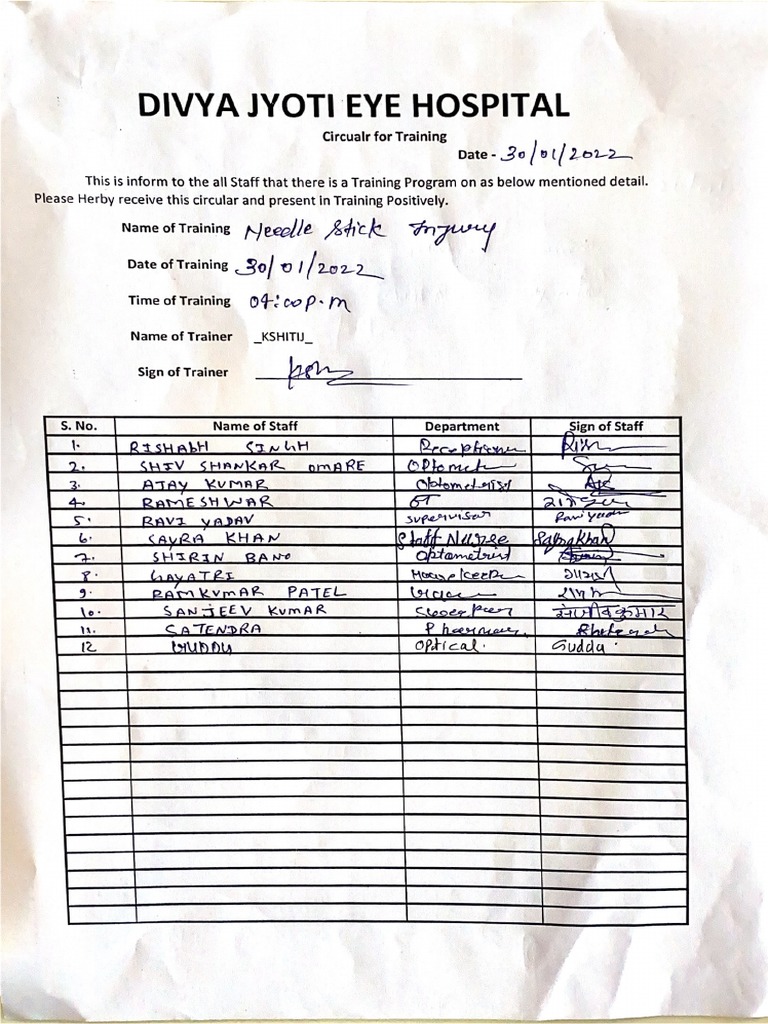 DIVYA JYOTI EYE HOSPITAL
Circualr for Training
Date - 30/01/2022
This is inform to the all Staff that there is a Training Program on as below mentioned detail.
Please Herby receive this circular and present in Training Positively.
Name of Training Needle Stick Injury
Date of Training 30/01/2022
Time of Training 04:00 P.m
Name of Trainer _KSHITIJ_
Sign of Trainer
S. No. Name of Staff Department Sign of Staff
1. RISHABH SINGH
2. SHIV SHANKAR OMARE Optomet
3. AJAY KUMAR Optometrist
4. RAMESHWAR OT
5. RAVI YADAV Supervisor Ravi yadav
6. SAYRA KHAN Staff Nurse Sayra Khan
7. SHIRIN BANO Optometrist
8. GAYATRI गायत्री
9. RAMKUMAR PATEL
10. SANJEEV KUMAR संजीव कुमार
11. SATENDRA Pharmacy
12 GUDDU Optical. Guddu